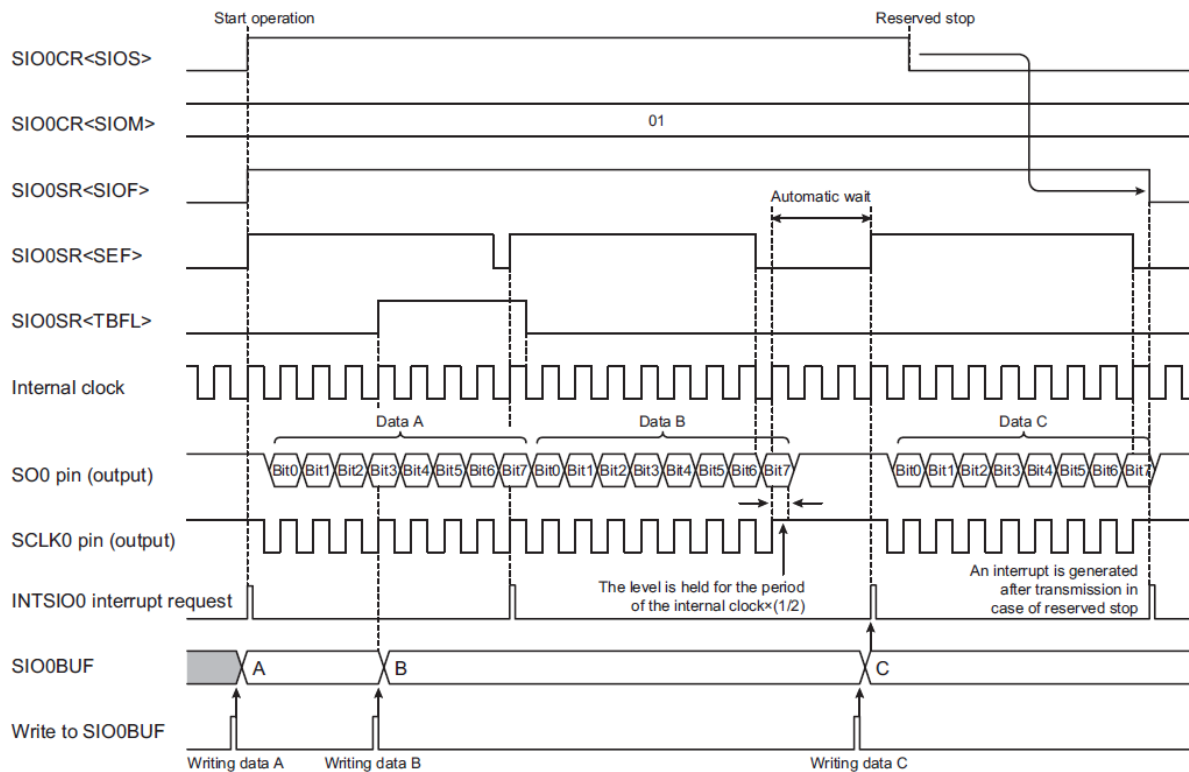 Start operation Reserved stop
SIO0CR<SIOS>
SIO0CR<SIOM> 01
SIO0SR<SIOF>
Automatic wait
SIO0SR<SEF>
SIO0SR<TBFL>
Internal clock
Data A Data B Data C
SO0 pin (output) Bit0 Bit1 Bit2 Bit3 Bit4 Bit5 Bit6 Bit7 Bit0 Bit1 Bit2 Bit3 Bit4 Bit5 Bit6 Bit7 Bit0 Bit1 Bit2 Bit3 Bit4 Bit5 Bit6 Bit7
SCLK0 pin (output)
The level is held for the period
of the internal clock×(1/2)
An interrupt is generated
after transmission in
case of reserved stop
INTSIO0 interrupt request
SIO0BUF A B C
Write to SIO0BUF
Writing data A Writing data B Writing data C